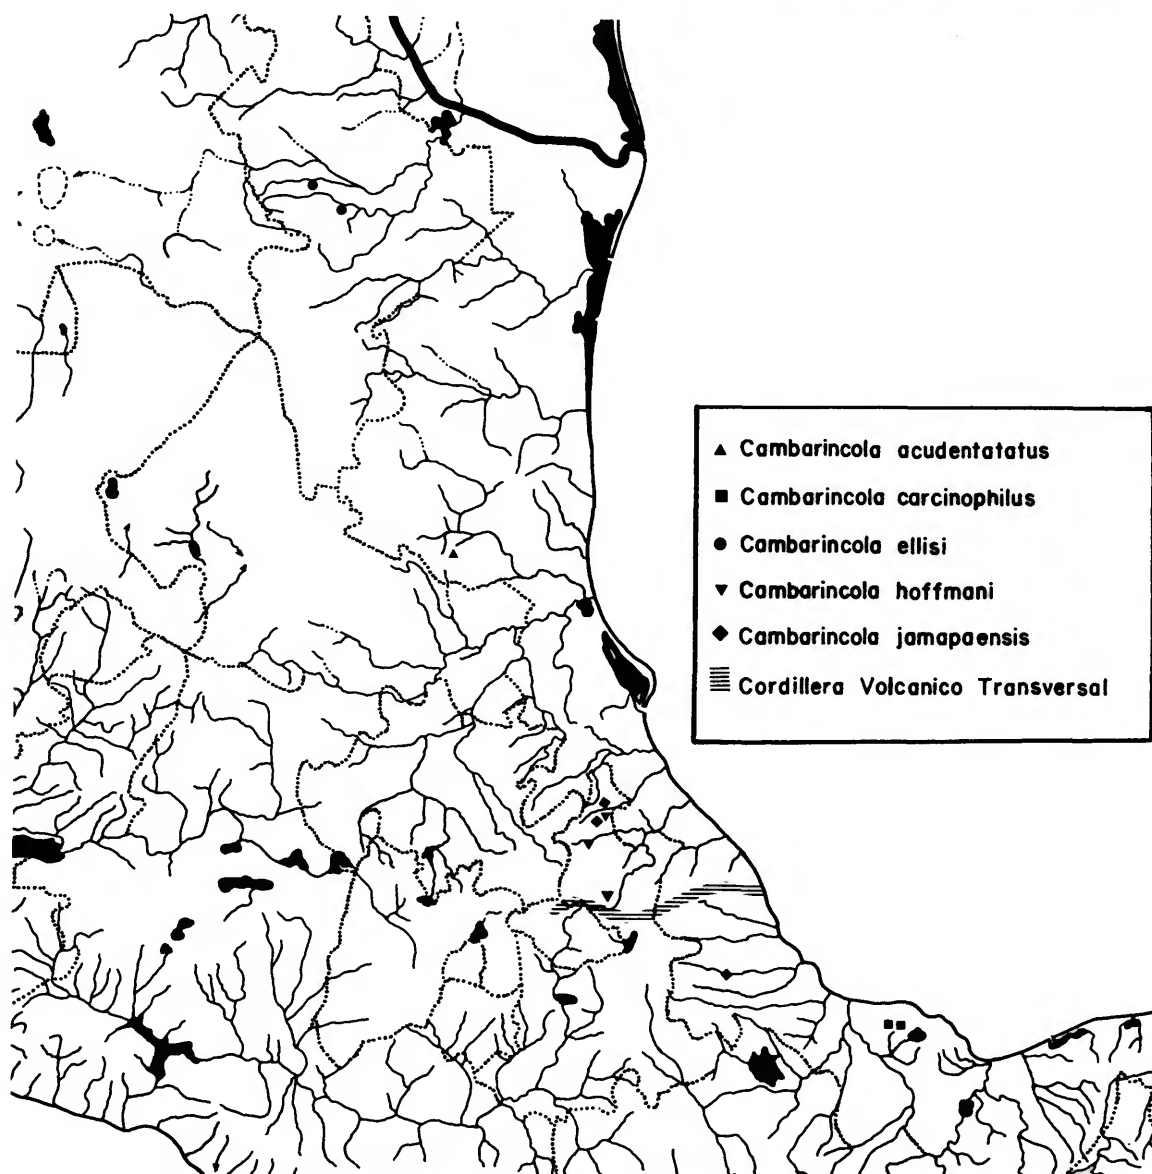 Cambarincola acudentatatus
Cambarincola carcinophilus
Cambarincola ellisi
Cambarincola hoffmani
Cambarincola jamapaensis
Cordillera Volcanico Transversal